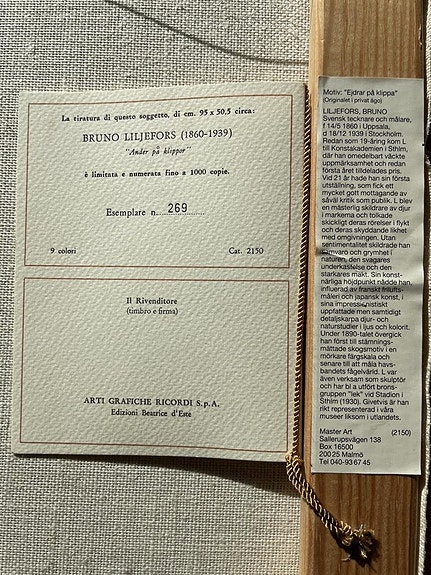 La tiratura di questo soggetto, di cm. 95 x 50,5 circa:
BRUNO LILJEFORS (1860-1939)
"Ander på klippor"
è limitata e numerata fino a 1000 copie.
Esemplare n. 269
9 colori Cat. 2150
Il Rivenditore
(timbro e firma)
ARTI GRAFICHE RICORDI S.p.A.
Edizioni Beatrice d'Este
Motiv: "Ejdrar på klippa"
(Originalet i privat ägo)
LILJEFORS, BRUNO
Svensk tecknare och målare,
f 14/5 1860 i Uppsala,
d 18/12 1939 i Stockholm.
Redan som 19-åring kom L
till Konstakademien i Sthlm,
där han omedelbart väckte
uppmärksamhet och redan
första året tilldelades pris.
Vid 21 år hade han sin första
utställning, som fick ett
mycket gott mottagande av
såväl kritik som publik. L blev
en mästerlig skildrare av djur
i markerna och tolkade
skickligt deras rörelser i flykt
och deras skyddande likhet
med omgivningen. Utan
sentimentalitet skildrade han
samvaro och grymhet i
naturen, den svagares
underkastelse och den
starkares makt. Sin konst-
närliga höjdpunkt nådde han,
influerad av franskt frilufts-
måleri och japansk konst, i
sina impressionistiskt
uppfattade men samtidigt
detaljskarpa djur- och
naturstudier i ljus och kolorit.
Under 1890-talet övergick
han först till stämnings-
mättade skogsmotiv i en
mörkare färgskala och
senare till att måla havs-
bandets fågelvärld. L var
även verksam som skulptör
och har bl a utfört brons-
gruppen "lek" vid Stadion i
Sthlm (1930). Givetvis är han
rikt representerad i våra
museer liksom i utlandets.
Master Art (2150)
Sallerupsvägen 138
Box 16500
200 25 Malmö
Tel 040-93 67 45